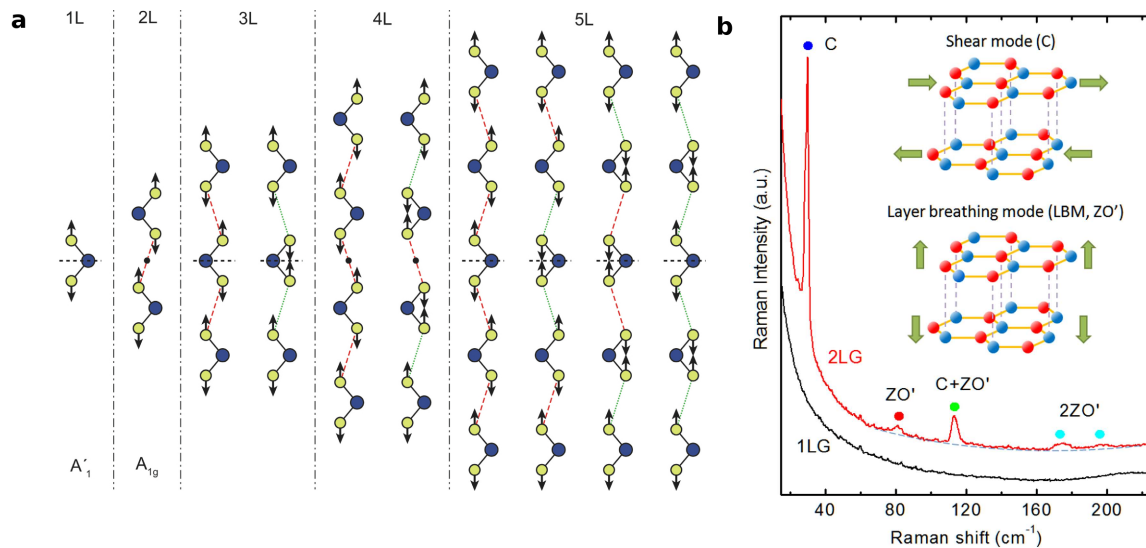 a
1L 2L 3L 4L 5L
A′₁ A₁g
b
C
Shear mode (C)
Layer breathing mode (LBM, ZO')
2LG
ZO'
C+ZO'
2ZO'
1LG
Raman Intensity (a.u.)
40 80 120 160 200
Raman shift (cm⁻¹)